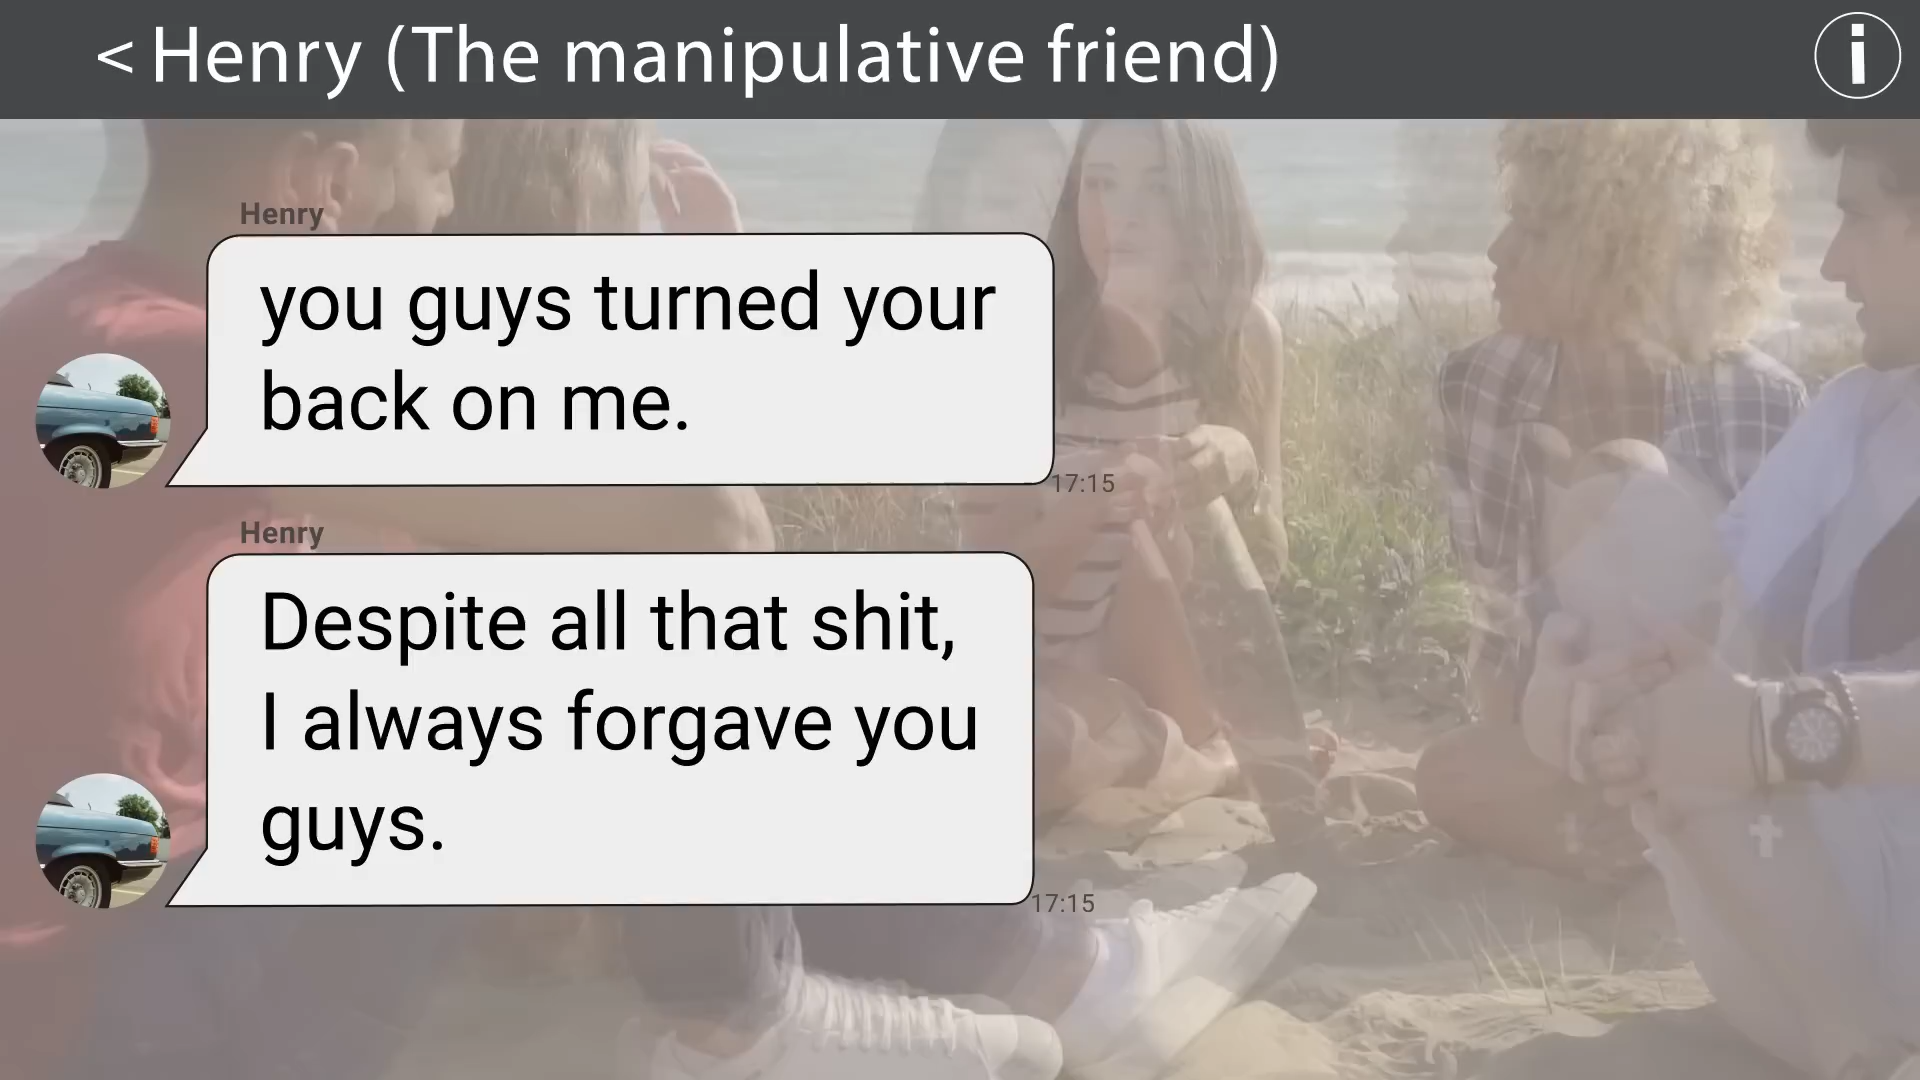 < Henry (The manipulative friend)
i
Henry
you guys turned your
back on me.
17:15
Henry
Despite all that shit,
I always forgave you
guys.
17:15